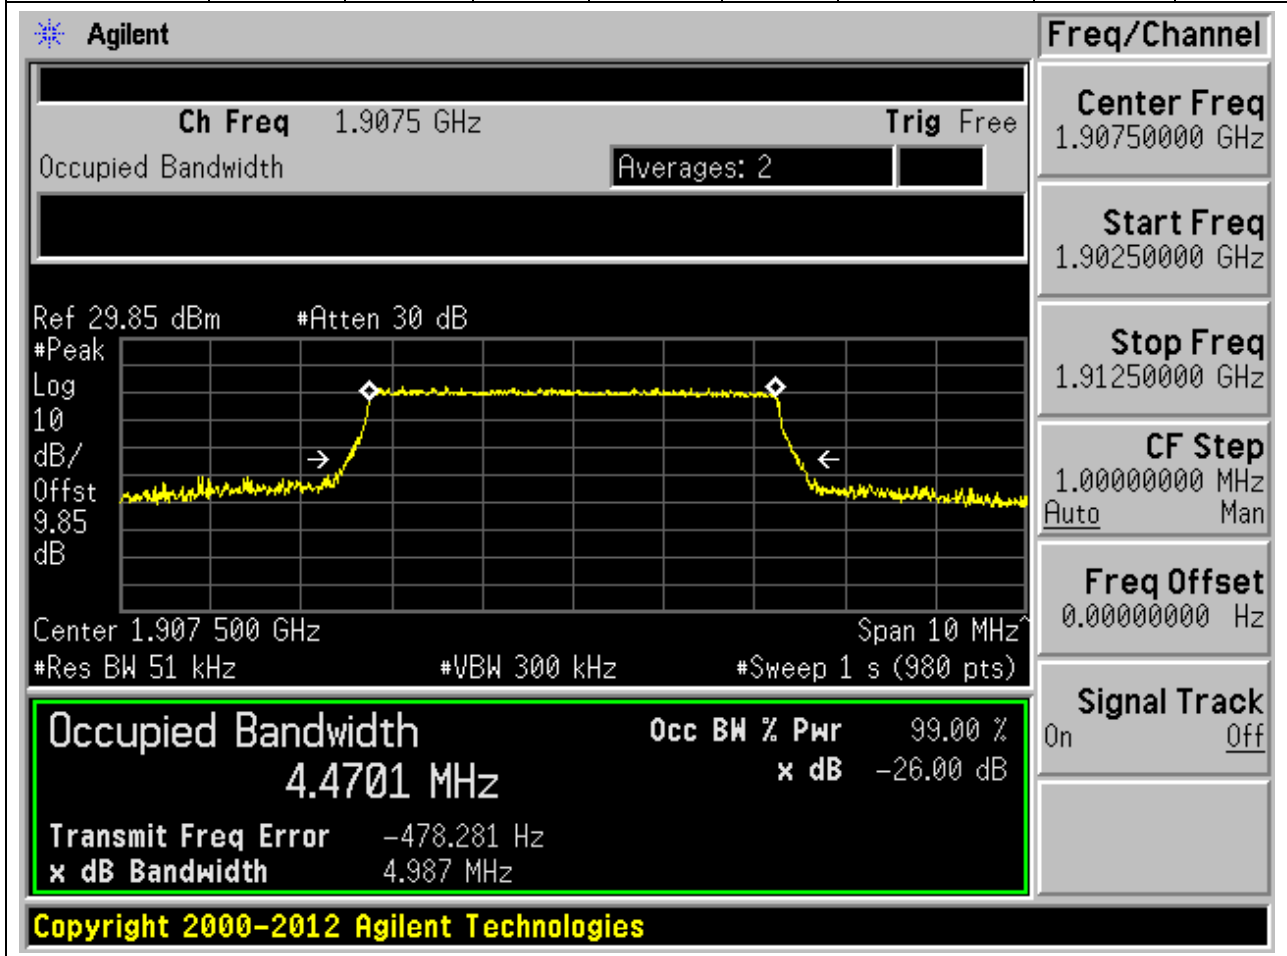 Agilent
Freq/Channel
Ch Freq 1.9075 GHz Trig Free
Occupied Bandwidth Averages: 2
Center Freq
1.90750000 GHz
Start Freq
1.90250000 GHz
Stop Freq
1.91250000 GHz
CF Step
1.00000000 MHz
Auto Man
Freq Offset
0.00000000 Hz
Signal Track
On Off
Ref 29.85 dBm #Atten 30 dB
#Peak
Log
10
dB/
Offst
9.85
dB
Center 1.907 500 GHz Span 10 MHz^
#Res BW 51 kHz #VBW 300 kHz #Sweep 1 s (980 pts)
Occupied Bandwidth Occ BW % Pwr 99.00 %
4.4701 MHz x dB -26.00 dB
Transmit Freq Error -478.281 Hz
x dB Bandwidth 4.987 MHz
Copyright 2000-2012 Agilent Technologies